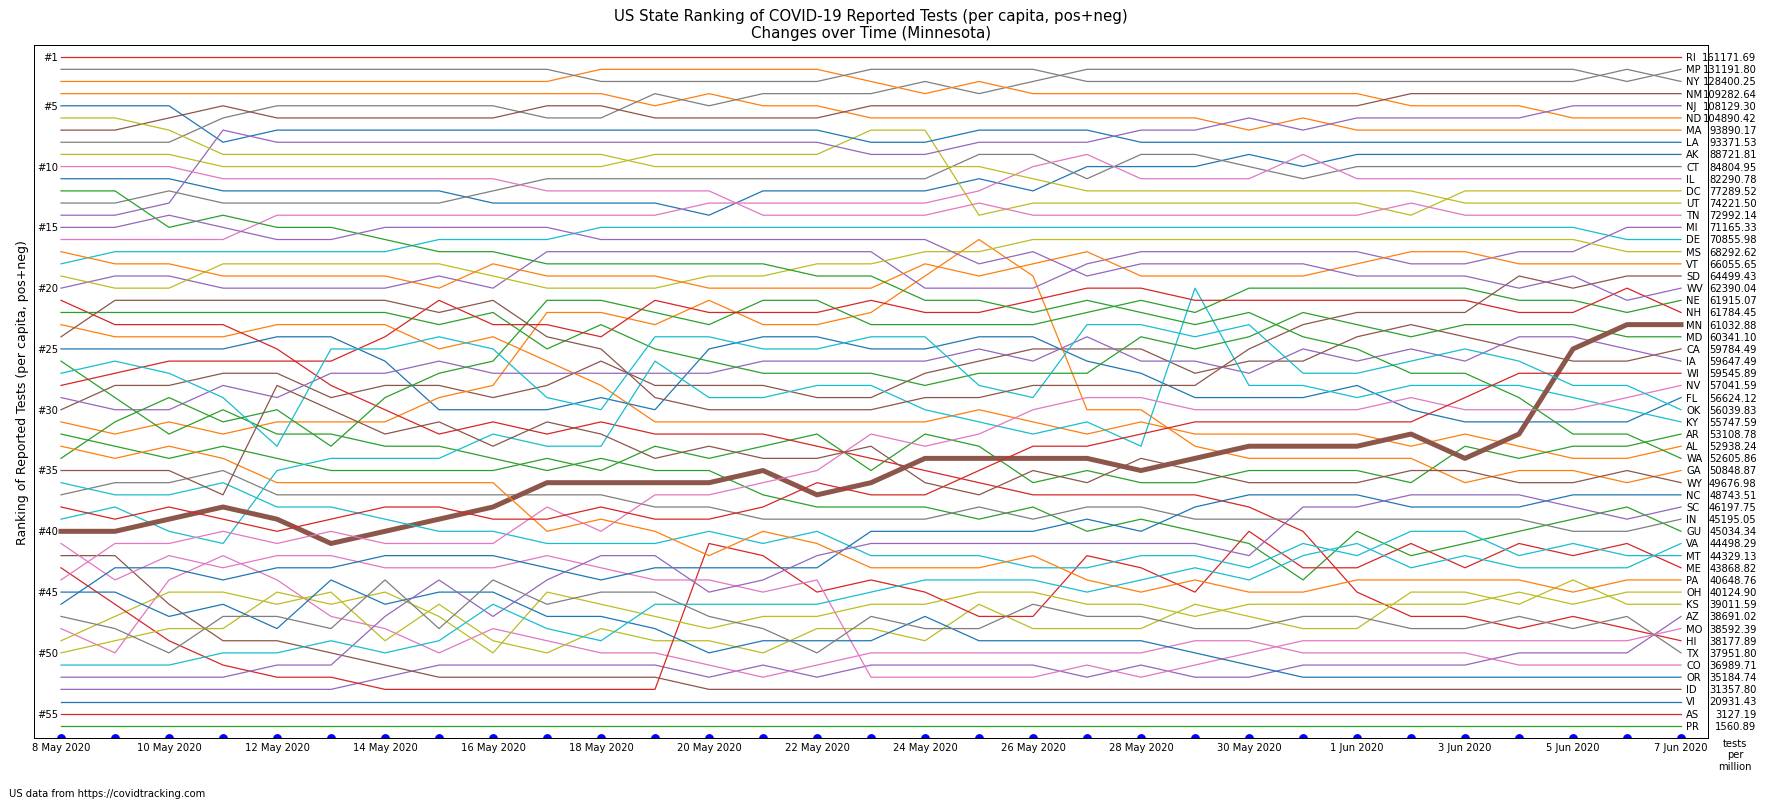 US State Ranking of COVID-19 Reported Tests (per capita, pos+neg)
Changes over Time (Minnesota)
Ranking of Reported Tests (per capita, pos+neg)
#1
#5
#10
#15
#20
#25
#30
#35
#40
#45
#50
#55
RI 161171.69
MP 131191.80
NY 128400.25
NM 109282.64
NJ 108129.30
ND 104890.42
MA 93890.17
LA 93371.53
AK 88721.81
CT 84804.95
IL 82290.78
DC 77289.52
UT 74221.50
TN 72992.14
MI 71165.33
DE 70855.98
MS 68292.62
VT 66055.65
SD 64499.43
WV 62390.04
NE 61915.07
NH 61784.45
MN 61032.88
MD 60341.10
CA 59784.49
IA 59647.49
WI 59545.89
NV 57041.59
FL 56624.12
OK 56039.83
KY 55747.59
AR 53108.78
AL 52938.24
WA 52605.86
GA 50848.87
WY 49676.98
NC 48743.51
SC 46197.75
IN 45195.05
GU 45034.34
VA 44498.29
MT 44329.13
ME 43868.82
PA 40648.76
OH 40124.90
KS 39011.59
AZ 38691.02
MO 38592.39
HI 38177.89
TX 37951.80
CO 36989.71
OR 35184.74
ID 31357.80
VI 20931.43
AS 3127.19
PR 1560.89
8 May 2020
10 May 2020
12 May 2020
14 May 2020
16 May 2020
18 May 2020
20 May 2020
22 May 2020
24 May 2020
26 May 2020
28 May 2020
30 May 2020
1 Jun 2020
3 Jun 2020
5 Jun 2020
7 Jun 2020
tests
per
million
US data from https://covidtracking.com